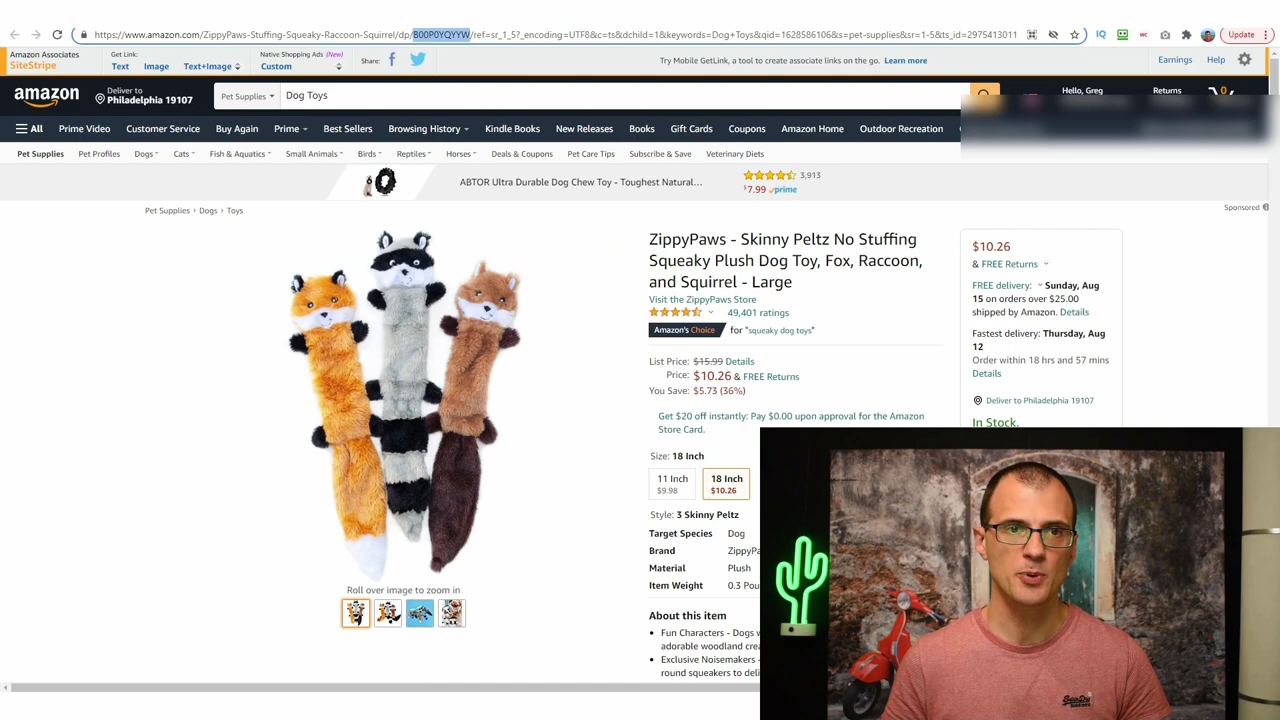 https://www.amazon.com/ZippyPaws-Stuffing-Squeaky-Raccoon-Squirrel/dp/B00P0YQYYW/ref=sr_1_5?_encoding=UTF8&c=ts&dchild=1&keywords=Dog+Toys&qid=1628586106&s=pet-supplies&sr=1-5&ts_id=2975413011
Update
Amazon Associates
SiteStripe
Get Link:
Text Image Text+Image
Native Shopping Ads (New)
Custom
Share:
Try Mobile GetLink, a tool to create associate links on the go. Learn more
Earnings Help
amazon
Deliver to
Philadelphia 19107
Pet Supplies
Dog Toys
Hello, Greg
Returns
0
All Prime Video Customer Service Buy Again Prime Best Sellers Browsing History Kindle Books New Releases Books Gift Cards Coupons Amazon Home Outdoor Recreation
Pet Supplies Pet Profiles Dogs Cats Fish & Aquatics Small Animals Birds Reptiles Horses Deals & Coupons Pet Care Tips Subscribe & Save Veterinary Diets
ABTOR Ultra Durable Dog Chew Toy - Toughest Natural...
3,913
$7.99 prime
Sponsored
Pet Supplies › Dogs › Toys
ZippyPaws - Skinny Peltz No Stuffing
Squeaky Plush Dog Toy, Fox, Raccoon,
and Squirrel - Large
Visit the ZippyPaws Store
49,401 ratings
Amazon's Choice for "squeaky dog toys"
List Price: $15.99 Details
Price: $10.26 & FREE Returns
You Save: $5.73 (36%)
Get $20 off instantly: Pay $0.00 upon approval for the Amazon
Store Card.
Size: 18 Inch
11 Inch
$9.98
18 Inch
$10.26
Style: 3 Skinny Peltz
Target Species Dog
Brand ZippyPa
Material Plush
Item Weight 0.3 Pou
About this item
Fun Characters - Dogs
adorable woodland cre
Exclusive Noisemakers -
round squeakers to deli
Roll over image to zoom in
$10.26
& FREE Returns
FREE delivery: Sunday, Aug
15 on orders over $25.00
shipped by Amazon. Details
Fastest delivery: Thursday, Aug
12
Order within 18 hrs and 57 mins
Details
Deliver to Philadelphia 19107
In Stock.